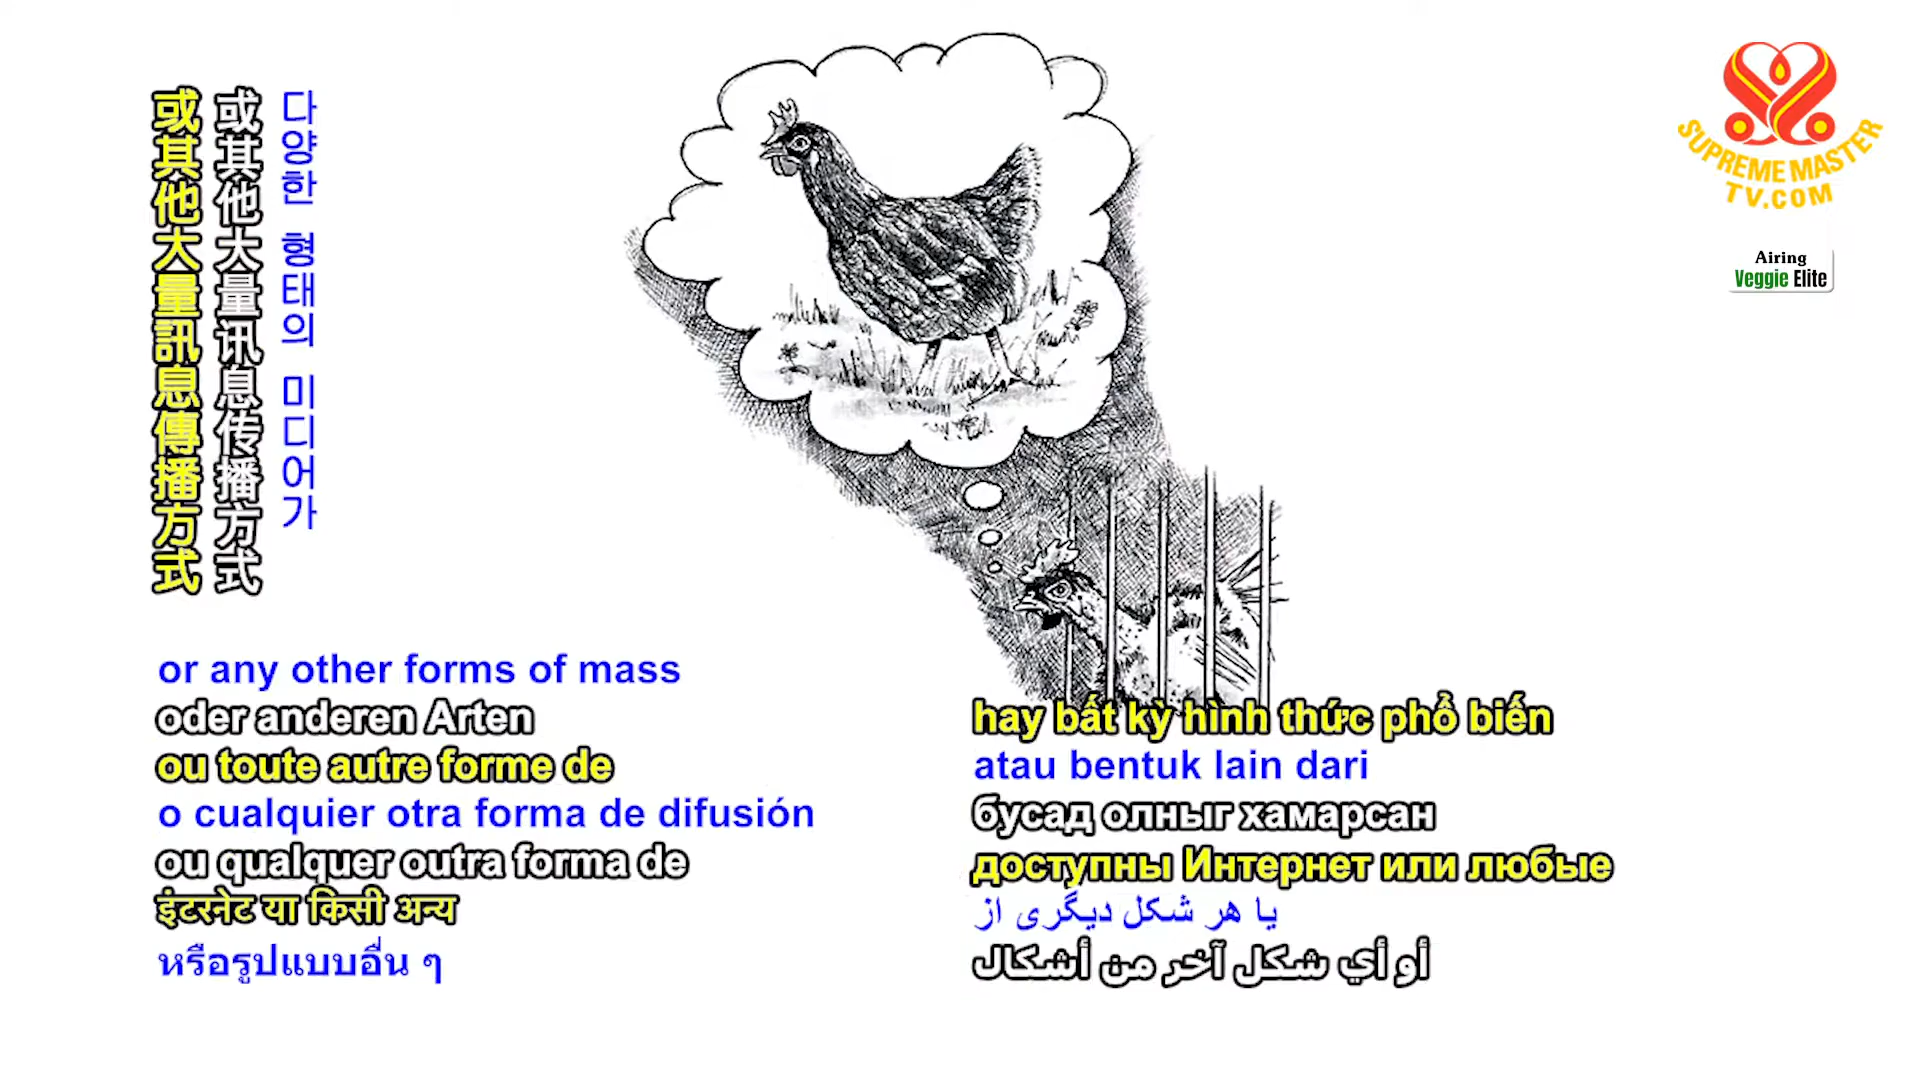 或其他大量訊息傳播方式
或其他大量讯息传播方式
다양한 형태의 미디어가
SUPREME MASTER
TV.COM
Airing
Veggie Elite
or any other forms of mass
oder anderen Arten
ou toute autre forme de
o cualquier otra forma de difusión
ou qualquer outra forma de
इंटरनेट या किसी अन्य
หรือรูปแบบอื่น ๆ
hay bất kỳ hình thức phổ biến
atau bentuk lain dari
бусад олныг хамарсан
доступны Интернет или любые
یا هر شکل دیگری از
أو أي شكل آخر من أشكال